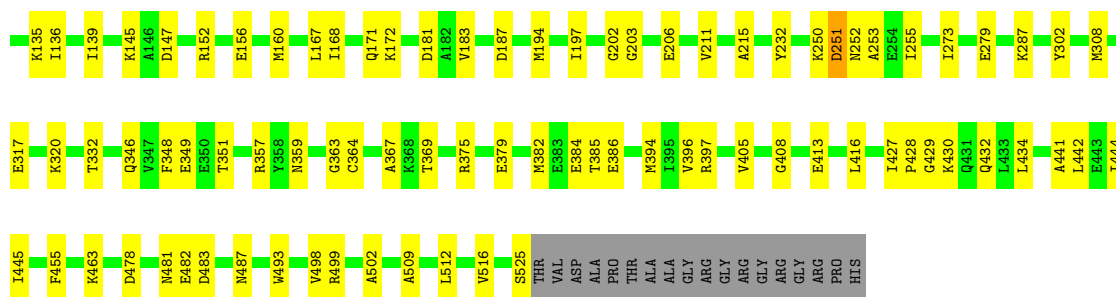 K135 I136 I139 K145 A146 D147 R152 E156 M160 L167 I168 Q171 K172 D181 A182 V183 D187 M194 I197 G202 G203 E206 V211 A215 Y232 K250 D251 N252 A253 E254 I255 I273 E279 K287 Y302 M308
E317 K320 T332 Q346 V347 F348 E349 E350 T351 R357 Y358 N359 G363 C364 A367 K368 T369 R375 E379 M382 E383 E384 T385 E386 M394 I395 V396 R397 V405 G408 E413 L416 I427 P428 G429 K430 Q431 Q432 L433 L434 A441 L442 E443 I444
I445 F455 K463 D478 N481 E482 D483 N487 W493 V498 R499 A502 A509 L512 V516 S525 THR VAL ASP ALA PRO THR ALA ALA GLY ARG GLY ARG GLY ARG GLY ARG PRO HIS